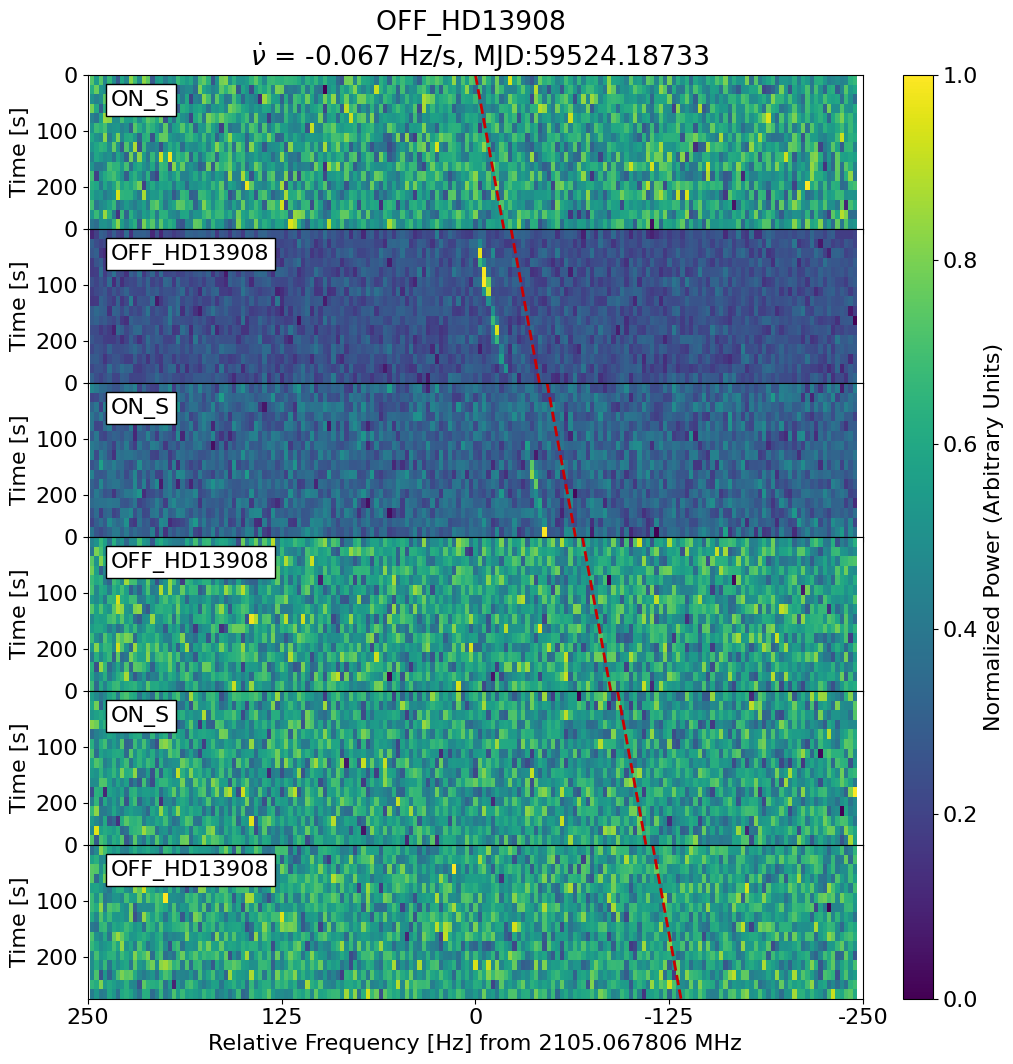 OFF_HD13908
ν̇ = -0.067 Hz/s, MJD:59524.18733
0
100
200
Time [s]
ON_S
0
100
200
Time [s]
OFF_HD13908
0
100
200
Time [s]
ON_S
0
100
200
Time [s]
OFF_HD13908
0
100
200
Time [s]
ON_S
0
100
200
Time [s]
OFF_HD13908
250 125 0 -125 -250
Relative Frequency [Hz] from 2105.067806 MHz
1.0
0.8
0.6
0.4
0.2
0.0
Normalized Power (Arbitrary Units)